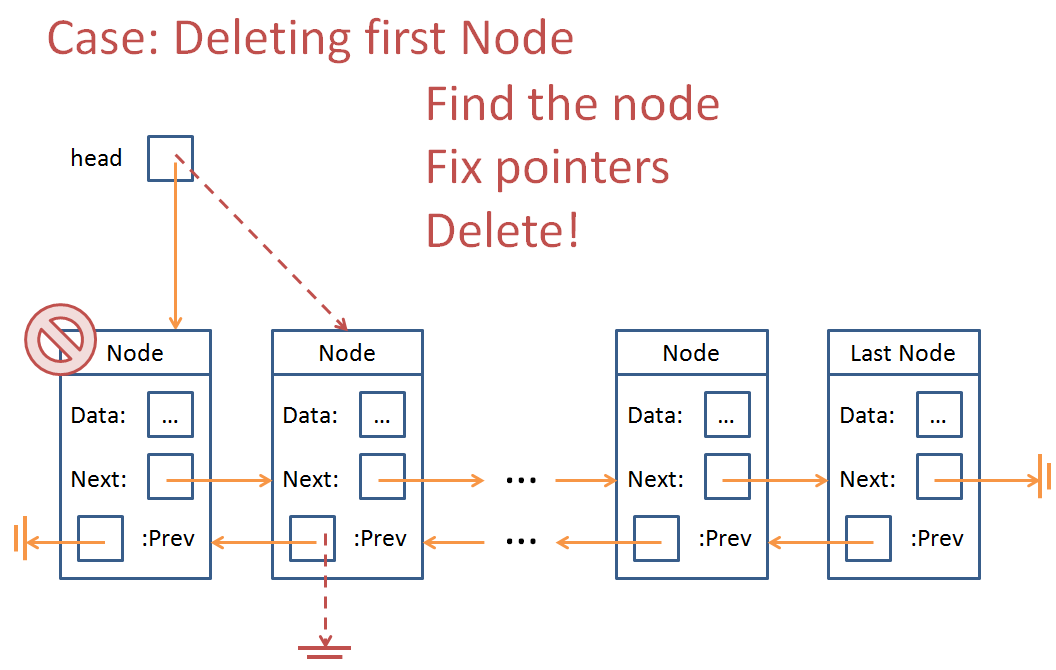 Case: Deleting first Node
Find the node
Fix pointers
Delete!
head
Node
Data: ...
Next:
:Prev
Node
Data: ...
Next:
:Prev
...
...
Node
Data: ...
Next:
:Prev
Last Node
Data: ...
Next:
:Prev